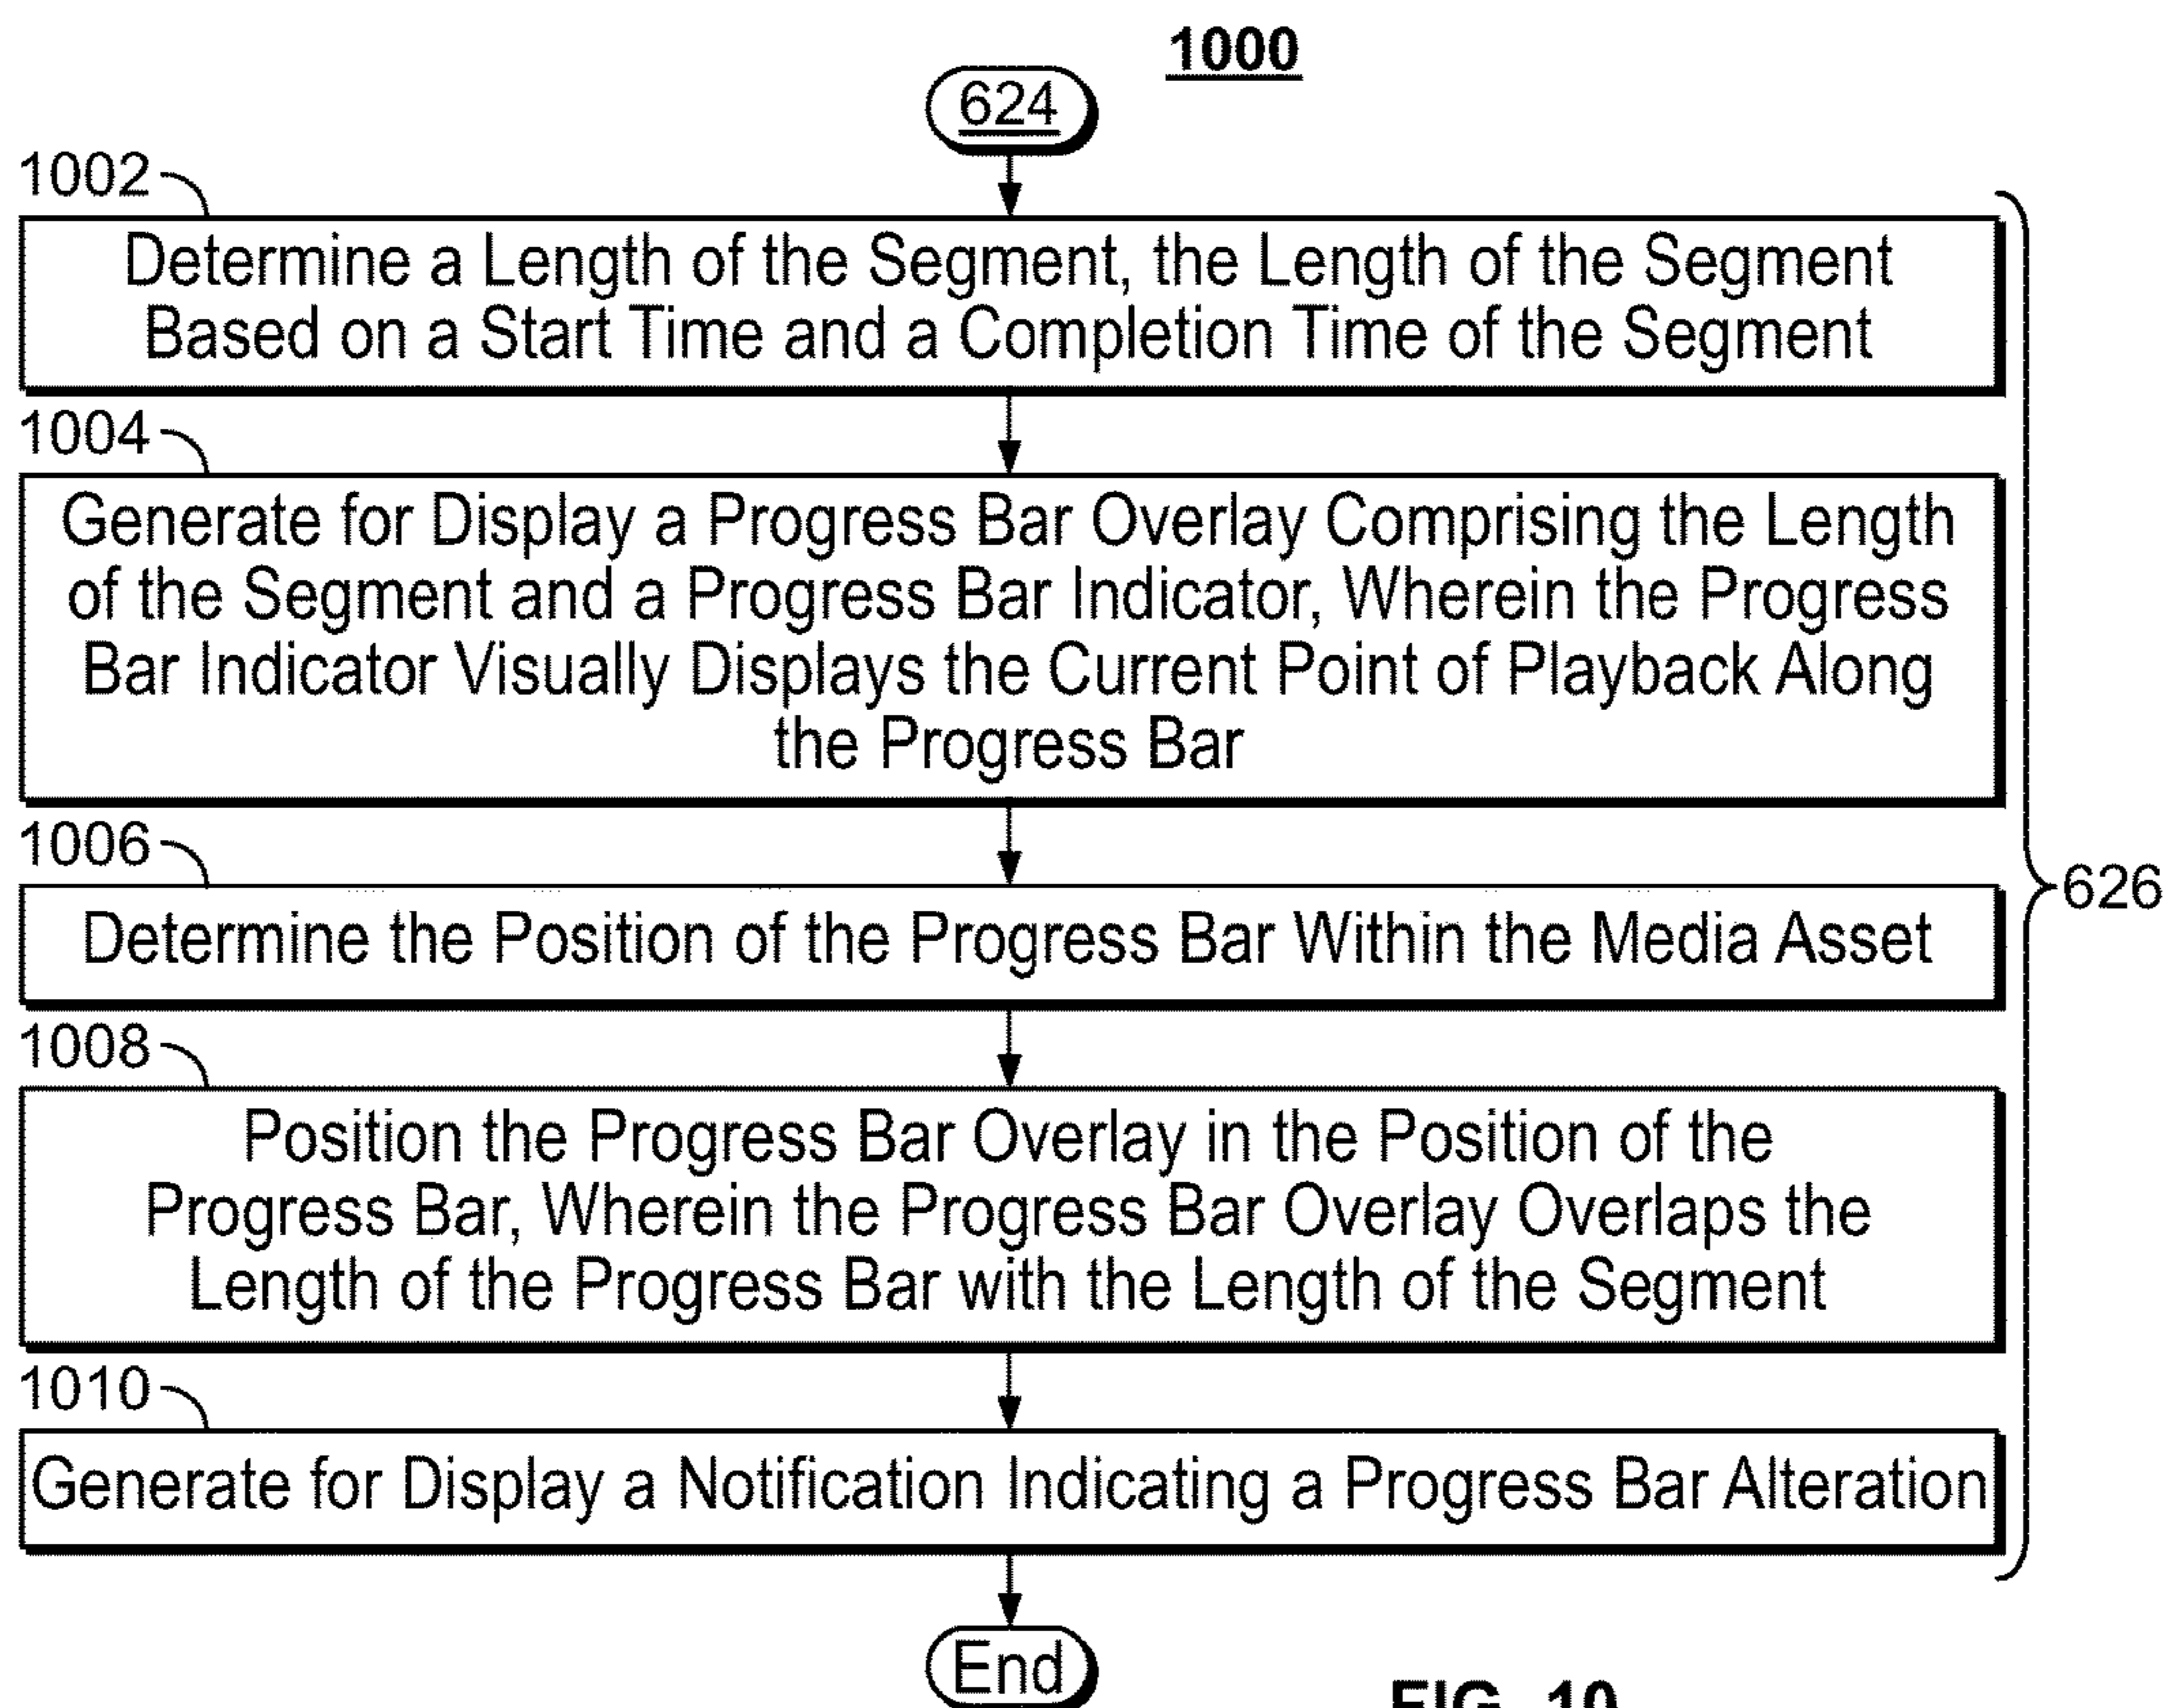 1000
624
1002
Determine a Length of the Segment, the Length of the Segment
Based on a Start Time and a Completion Time of the Segment
1004
Generate for Display a Progress Bar Overlay Comprising the Length
of the Segment and a Progress Bar Indicator, Wherein the Progress
Bar Indicator Visually Displays the Current Point of Playback Along
the Progress Bar
1006
626
Determine the Position of the Progress Bar Within the Media Asset
1008
Position the Progress Bar Overlay in the Position of the
Progress Bar, Wherein the Progress Bar Overlay Overlaps the
Length of the Progress Bar with the Length of the Segment
1010
Generate for Display a Notification Indicating a Progress Bar Alteration
End
FIG. 10